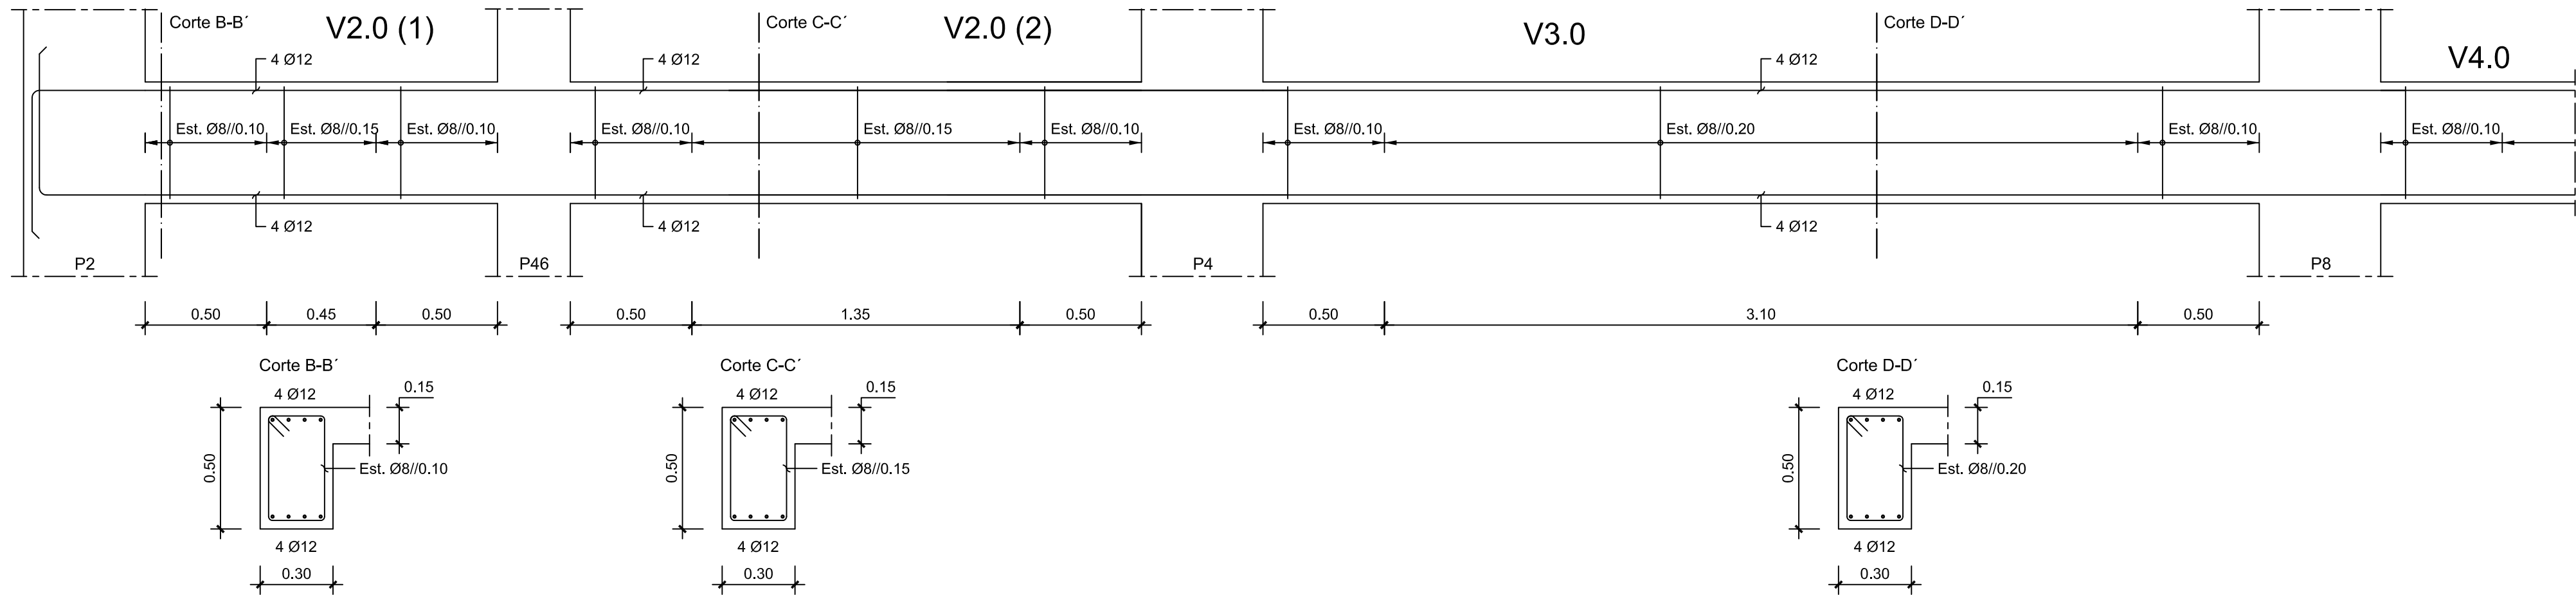 Corte B-B´
V2.0 (1)
Corte C-C´
V2.0 (2)
V3.0
Corte D-D´
V4.0
4 Ø12
4 Ø12
4 Ø12
Est. Ø8//0.10
Est. Ø8//0.15
Est. Ø8//0.10
Est. Ø8//0.10
Est. Ø8//0.15
Est. Ø8//0.10
Est. Ø8//0.10
Est. Ø8//0.20
Est. Ø8//0.10
Est. Ø8//0.10
4 Ø12
4 Ø12
4 Ø12
P2
P46
P4
P8
0.50
0.45
0.50
0.50
1.35
0.50
0.50
3.10
0.50
Corte B-B´
4 Ø12
0.15
0.50
Est. Ø8//0.10
4 Ø12
0.30
Corte C-C´
4 Ø12
0.15
0.50
Est. Ø8//0.15
4 Ø12
0.30
Corte D-D´
4 Ø12
0.15
0.50
Est. Ø8//0.20
4 Ø12
0.30